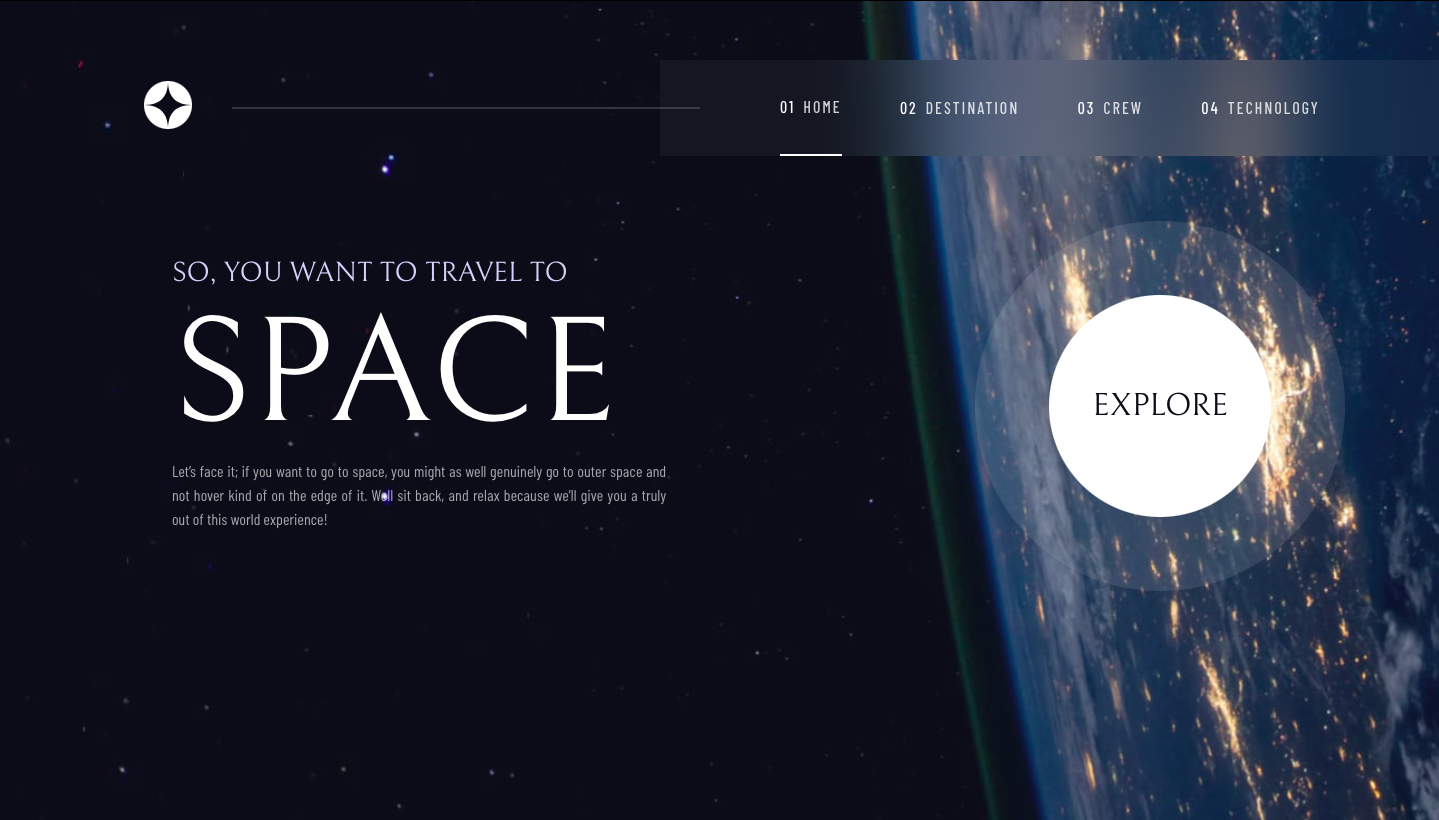 01 HOME 02 DESTINATION 03 CREW 04 TECHNOLOGY
SO, YOU WANT TO TRAVEL TO
SPACE
Let’s face it; if you want to go to space, you might as well genuinely go to outer space and
not hover kind of on the edge of it. Well sit back, and relax because we’ll give you a truly
out of this world experience!
EXPLORE